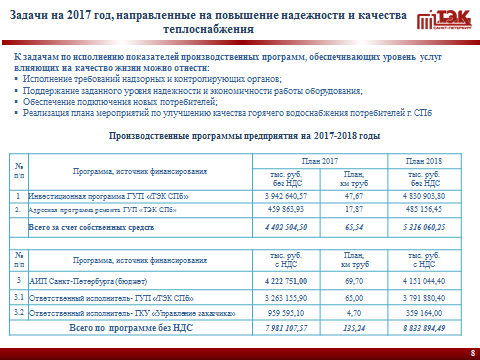 Задачи на 2017 год, направленные на повышение надежности и качества
теплоснабжения
ТЭК
САНКТ-ПЕТЕРБУРГ
К задачам по исполнению показателей производственных программ, обеспечивающих уровень услуг
влияющих на качество жизни можно отнести:
▪ Исполнение требований надзорных и контролирующих органов;
▪ Поддержание заданного уровня надежности и экономичности работы оборудования;
▪ Обеспечение подключения новых потребителей;
▪ Реализация плана мероприятий по улучшению качества горячего водоснабжения потребителей г. СПб
Производственные программы предприятия на 2017-2018 годы
№ п/п Программа, источник финансирования План 2017 План 2018
тыс. руб. без НДС План, км труб тыс. руб. без НДС
1 Инвестиционная программа ГУП «ТЭК СПб» 3 942 640,57 47,67 4 830 903,80
2. Адресная программа ремонта ГУП «ТЭК СПб» 459 863,93 17,87 485 156,45
Всего за счет собственных средств 4 402 504,50 65,54 5 316 060,25
№ п/п Программа, источник финансирования тыс. руб. с НДС План, км труб тыс. руб. с НДС
3 АИП Санкт-Петербурга (бюджет) 4 222 751,00 69,70 4 151 044,40
3.1 Ответственный исполнитель- ГУП «ТЭК СПб» 3 263 155,90 65,00 3 791 880,40
3.2 Ответственный исполнитель- ГКУ «Управление заказчика» 959 595,10 4,70 359 164,00
Всего по программе без НДС 7 981 107,57 135,24 8 833 894,49
8